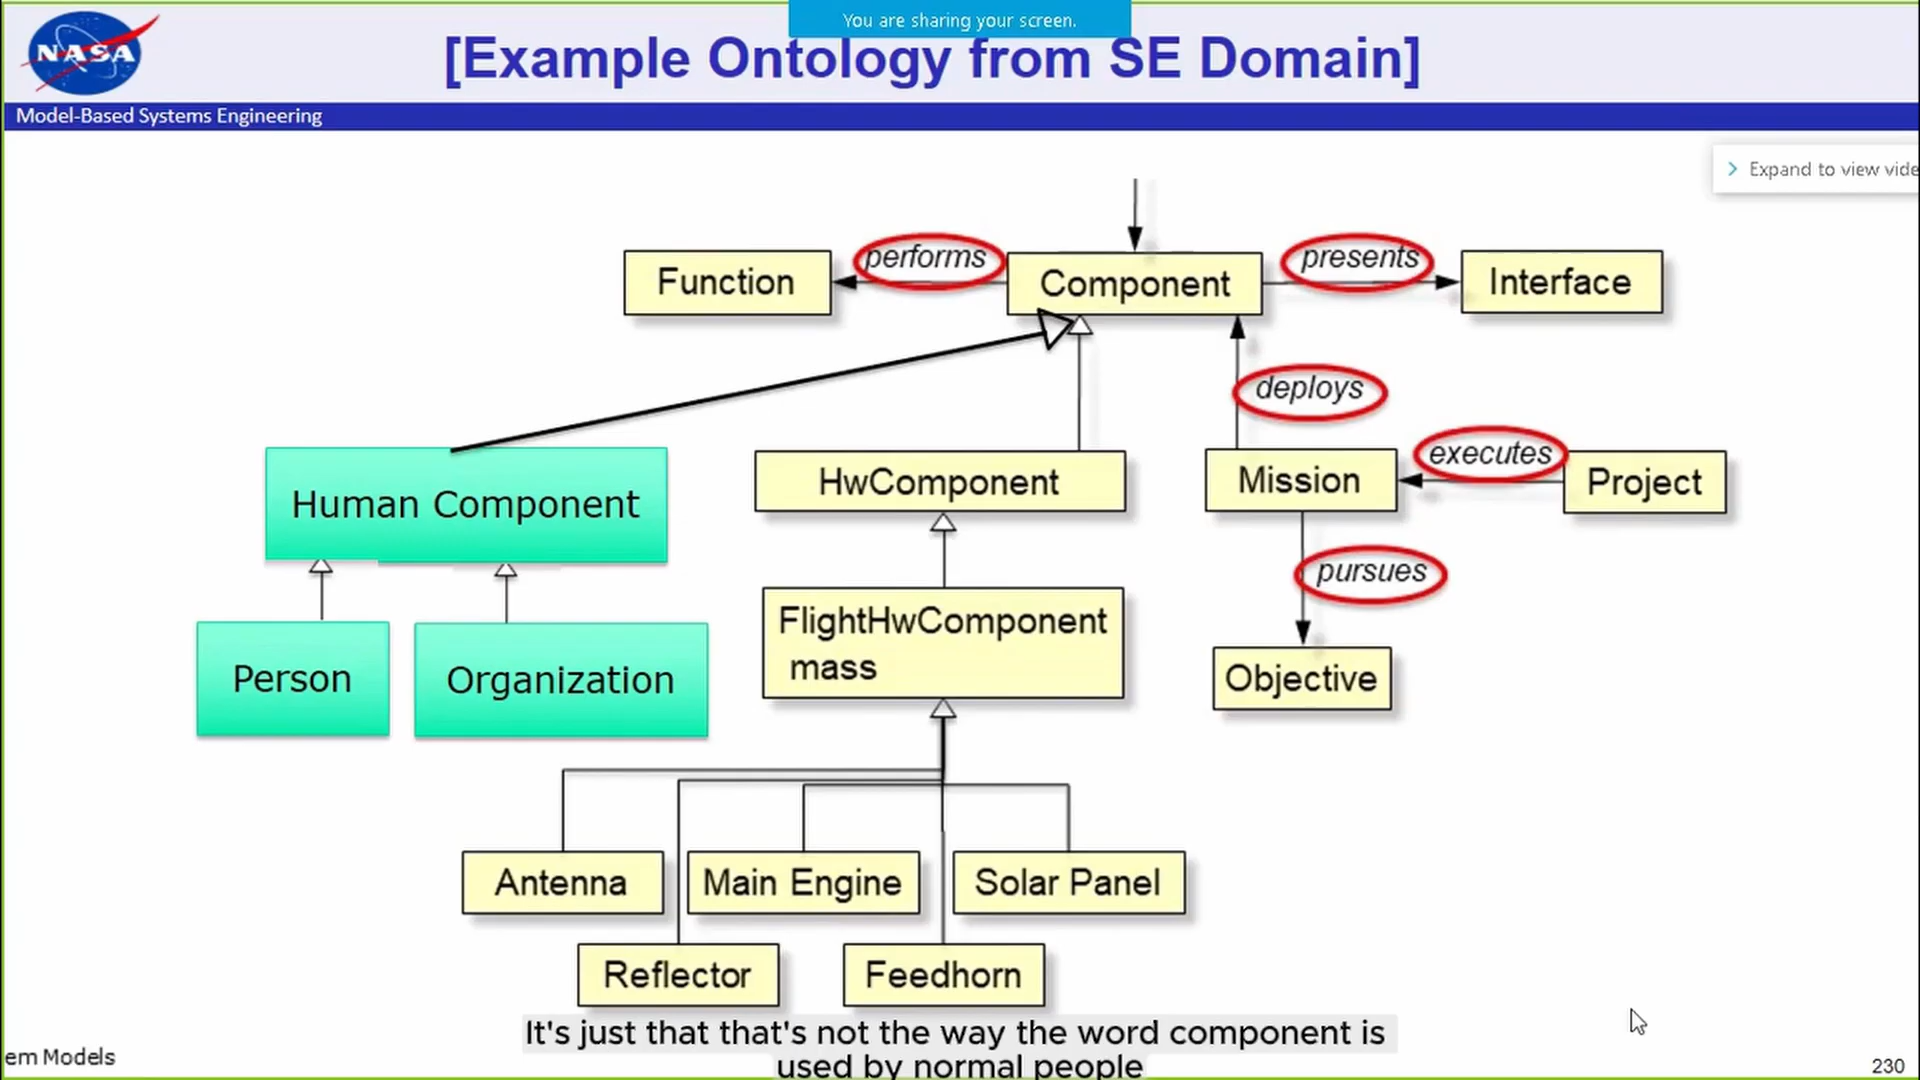 You are sharing your screen.
NASA
[Example Ontology from SE Domain]
Model-Based Systems Engineering
Expand to view vide
Function
performs
Component
presents
Interface
deploys
Human Component
HwComponent
Mission
executes
Project
pursues
Person
Organization
FlightHwComponent
mass
Objective
Antenna
Main Engine
Solar Panel
Reflector
Feedhorn
It's just that that's not the way the word component is
used by normal people
em Models
230